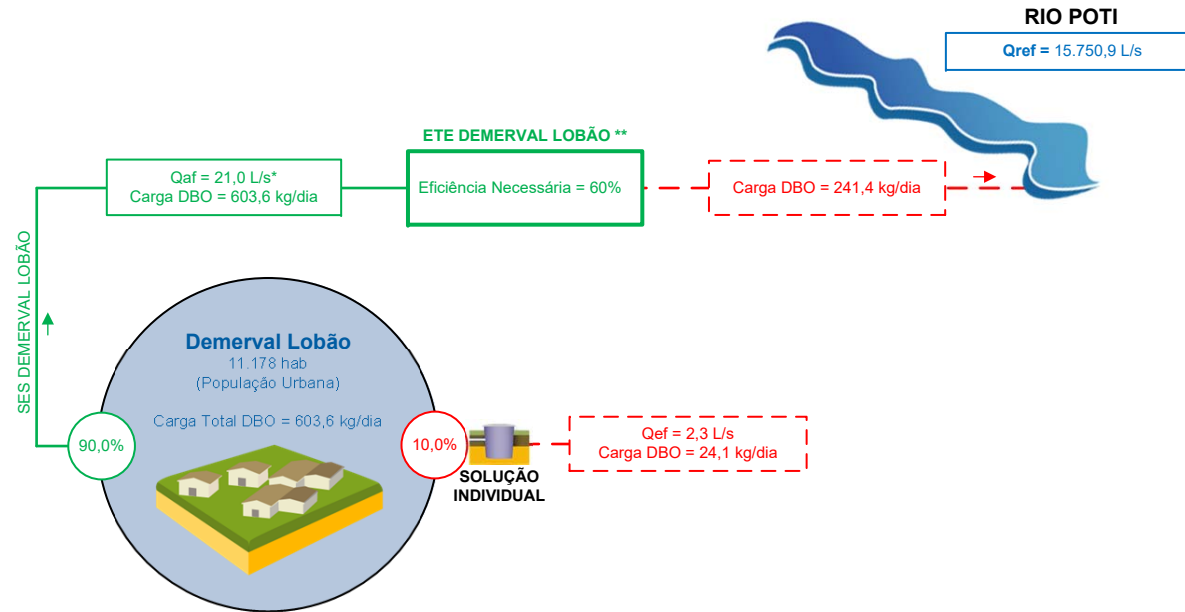 RIO POTI
Qref = 15.750,9 L/s
ETE DEMERVAL LOBÃO **
Qaf = 21,0 L/s*
Carga DBO = 603,6 kg/dia
Eficiência Necessária = 60%
Carga DBO = 241,4 kg/dia
SES DEMERVAL LOBÃO
Demerval Lobão
11.178 hab
(População Urbana)
Carga Total DBO = 603,6 kg/dia
90,0%
10,0%
SOLUÇÃO
INDIVIDUAL
Qef = 2,3 L/s
Carga DBO = 24,1 kg/dia